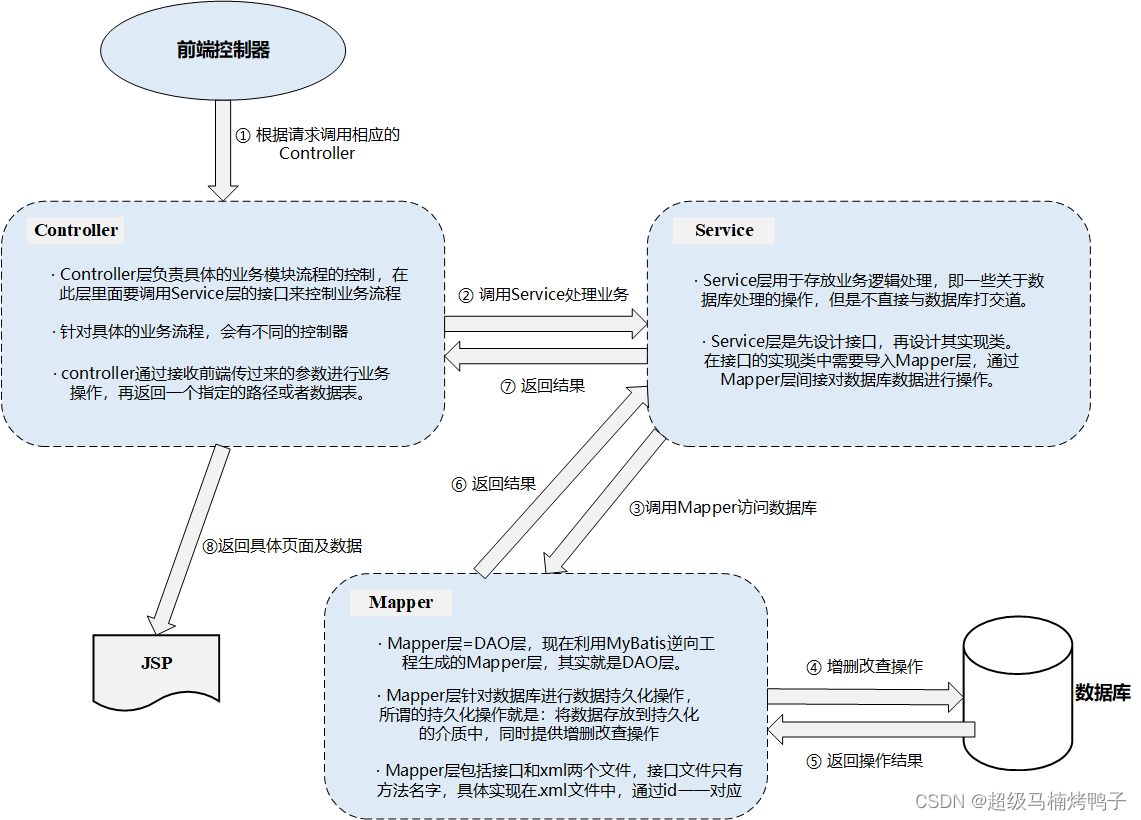 前端控制器
① 根据请求调用相应的
Controller
Controller
· Controller层负责具体的业务模块流程的控制，在
此层里面要调用Service层的接口来控制业务流程
· 针对具体的业务流程，会有不同的控制器
· controller通过接收前端传过来的参数进行业务
操作，再返回一个指定的路径或者数据表。
② 调用Service处理业务
⑦ 返回结果
Service
· Service层用于存放业务逻辑处理，即一些关于数
据库处理的操作，但是不直接与数据库打交道。
· Service层是先设计接口，再设计其实现类。
在接口的实现类中需要导入Mapper层，通过
Mapper层间接对数据库数据进行操作。
⑥ 返回结果
③调用Mapper访问数据库
⑧返回具体页面及数据
JSP
Mapper
· Mapper层=DAO层，现在利用MyBatis逆向工
程生成的Mapper层，其实就是DAO层。
· Mapper层针对数据库进行数据持久化操作，
所谓的持久化操作就是：将数据存放到持久化
的介质中，同时提供增删改查操作
· Mapper层包括接口和xml两个文件，接口文件只有
方法名字，具体实现在.xml文件中，通过id一一对应
④ 增删改查操作
⑤ 返回操作结果
数据库
CSDN @超级马楠烤鸭子